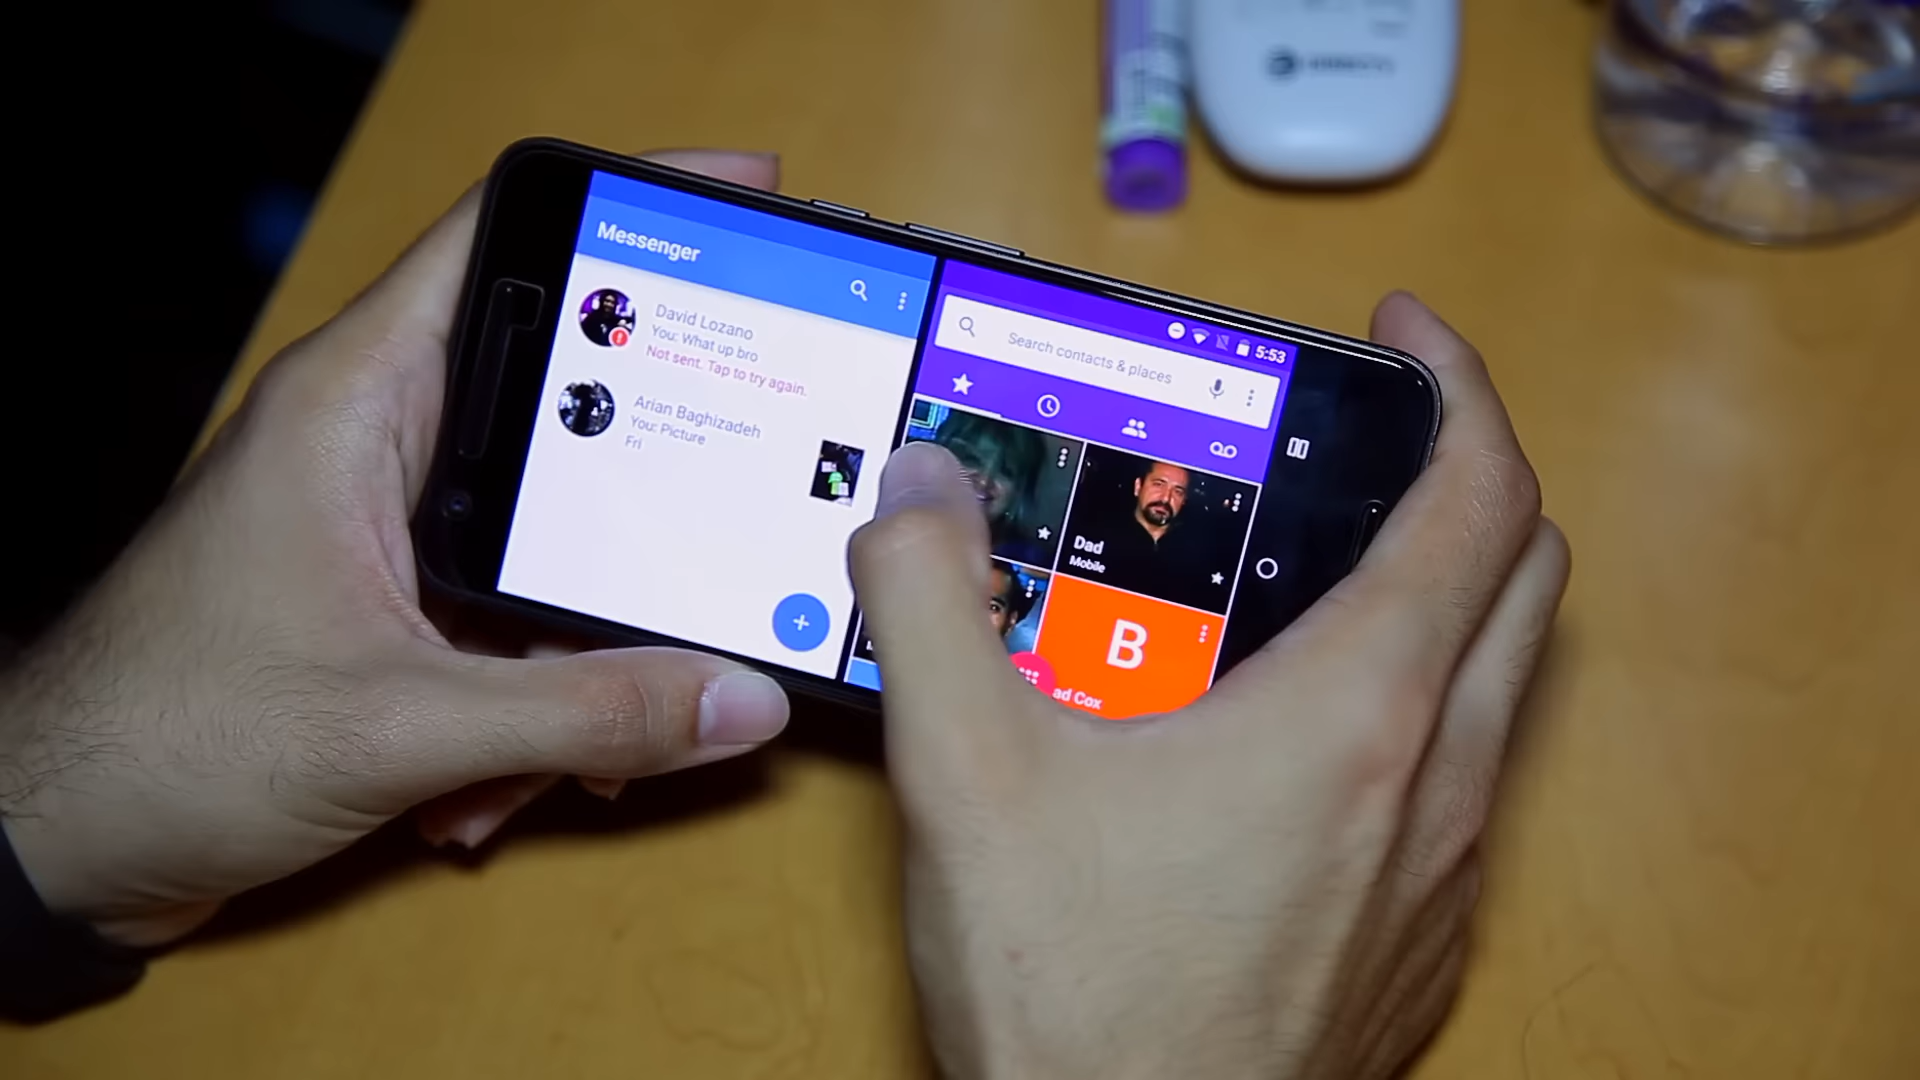 Messenger
David Lozano
You: What up bro
Not sent. Tap to try again.
Arian Baghizadeh
You: Picture
Fri
5:53
Search contacts & places
Dad
Mobile
B
ad Cox
DIRECTV